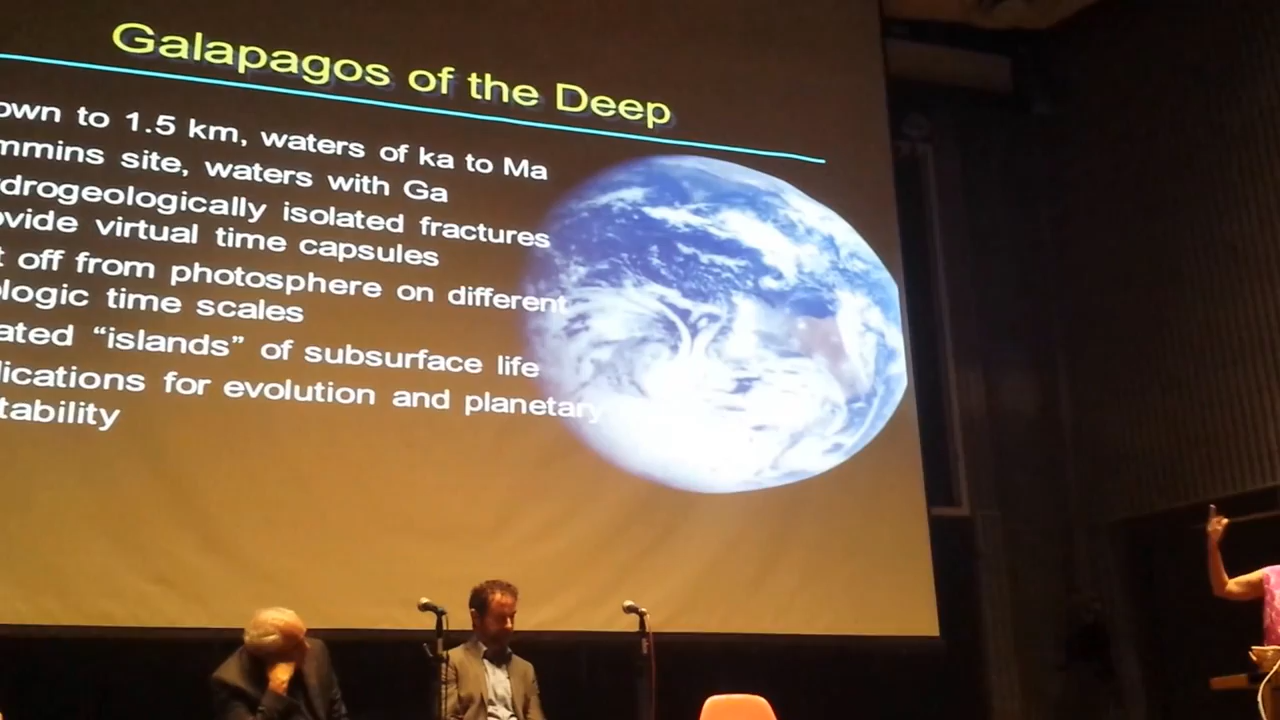 Galapagos of the Deep
own to 1.5 km, waters of ka to Ma
mmins site, waters with Ga
drogeologically isolated fractures
ovide virtual time capsules
t off from photosphere on different
ologic time scales
ated “islands” of subsurface life
lications for evolution and planetary
tability